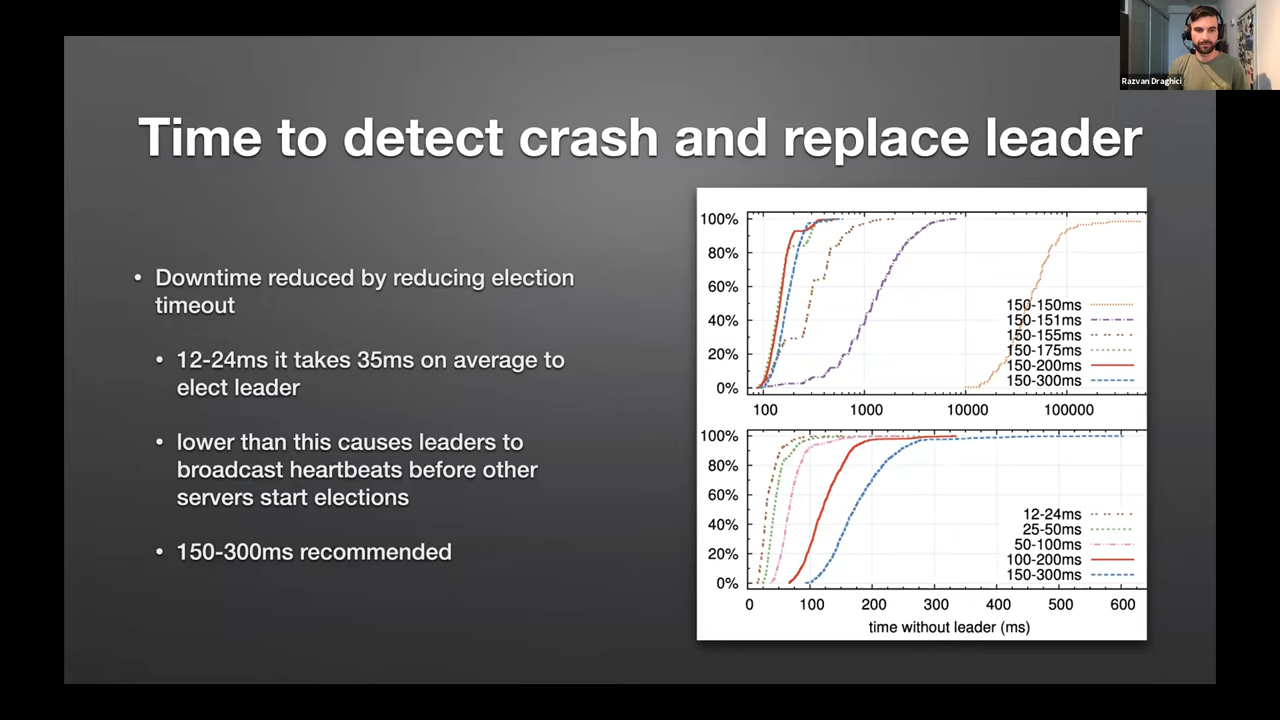 Razvan Draghici
Time to detect crash and replace leader
• Downtime reduced by reducing election
timeout
• 12-24ms it takes 35ms on average to
elect leader
• lower than this causes leaders to
broadcast heartbeats before other
servers start elections
• 150-300ms recommended
100%
80%
60%
40%
20%
0%
150-150ms
150-151ms
150-155ms
150-175ms
150-200ms
150-300ms
100 1000 10000 100000
100%
80%
60%
40%
20%
0%
12-24ms
25-50ms
50-100ms
100-200ms
150-300ms
0 100 200 300 400 500 600
time without leader (ms)